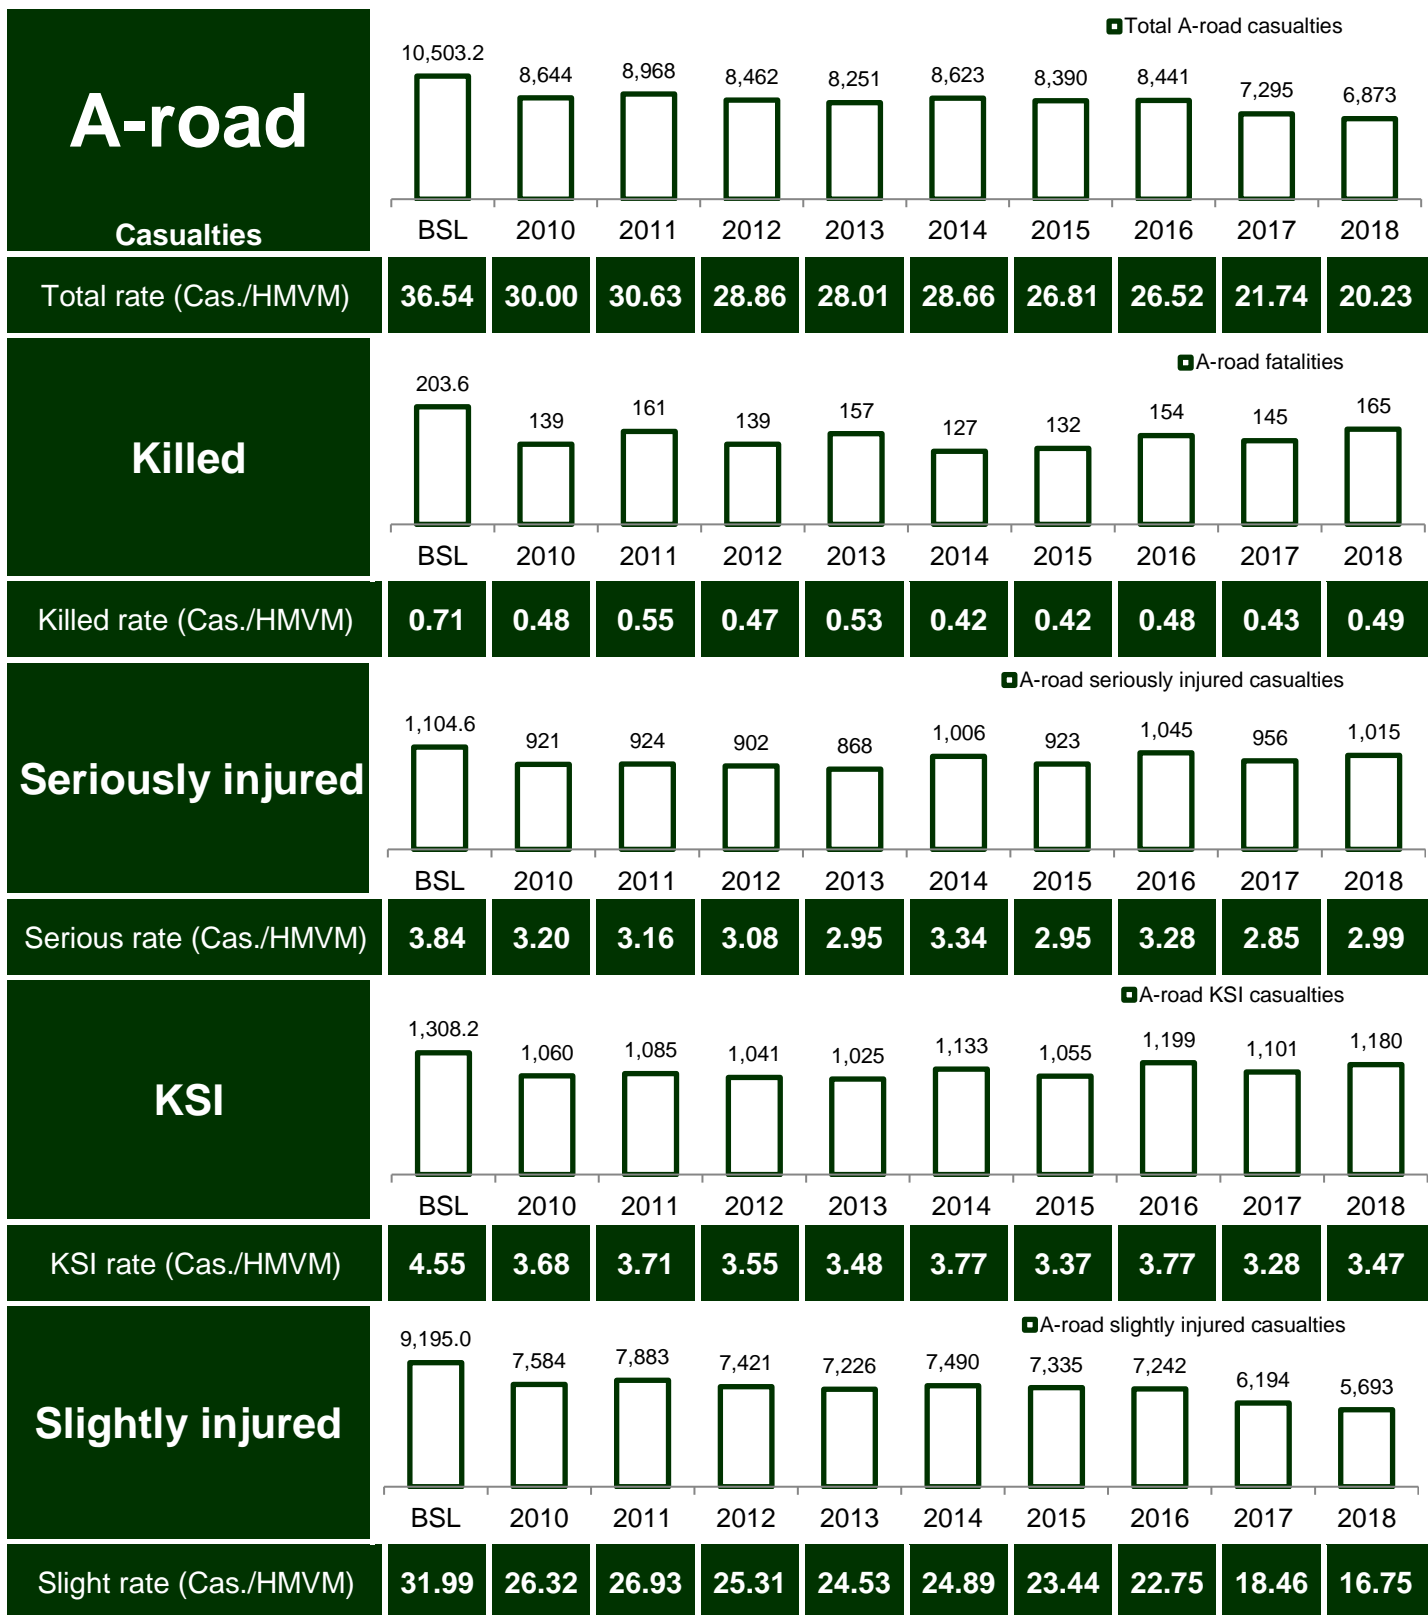 A-road
Casualties
Total A-road casualties
10,503.2 8,644 8,968 8,462 8,251 8,623 8,390 8,441 7,295 6,873
BSL 2010 2011 2012 2013 2014 2015 2016 2017 2018
Total rate (Cas./HMVM) 36.54 30.00 30.63 28.86 28.01 28.66 26.81 26.52 21.74 20.23
Killed
A-road fatalities
203.6 139 161 139 157 127 132 154 145 165
BSL 2010 2011 2012 2013 2014 2015 2016 2017 2018
Killed rate (Cas./HMVM) 0.71 0.48 0.55 0.47 0.53 0.42 0.42 0.48 0.43 0.49
Seriously injured
A-road seriously injured casualties
1,104.6 921 924 902 868 1,006 923 1,045 956 1,015
BSL 2010 2011 2012 2013 2014 2015 2016 2017 2018
Serious rate (Cas./HMVM) 3.84 3.20 3.16 3.08 2.95 3.34 2.95 3.28 2.85 2.99
KSI
A-road KSI casualties
1,308.2 1,060 1,085 1,041 1,025 1,133 1,055 1,199 1,101 1,180
BSL 2010 2011 2012 2013 2014 2015 2016 2017 2018
KSI rate (Cas./HMVM) 4.55 3.68 3.71 3.55 3.48 3.77 3.37 3.77 3.28 3.47
Slightly injured
A-road slightly injured casualties
9,195.0 7,584 7,883 7,421 7,226 7,490 7,335 7,242 6,194 5,693
BSL 2010 2011 2012 2013 2014 2015 2016 2017 2018
Slight rate (Cas./HMVM) 31.99 26.32 26.93 25.31 24.53 24.89 23.44 22.75 18.46 16.75